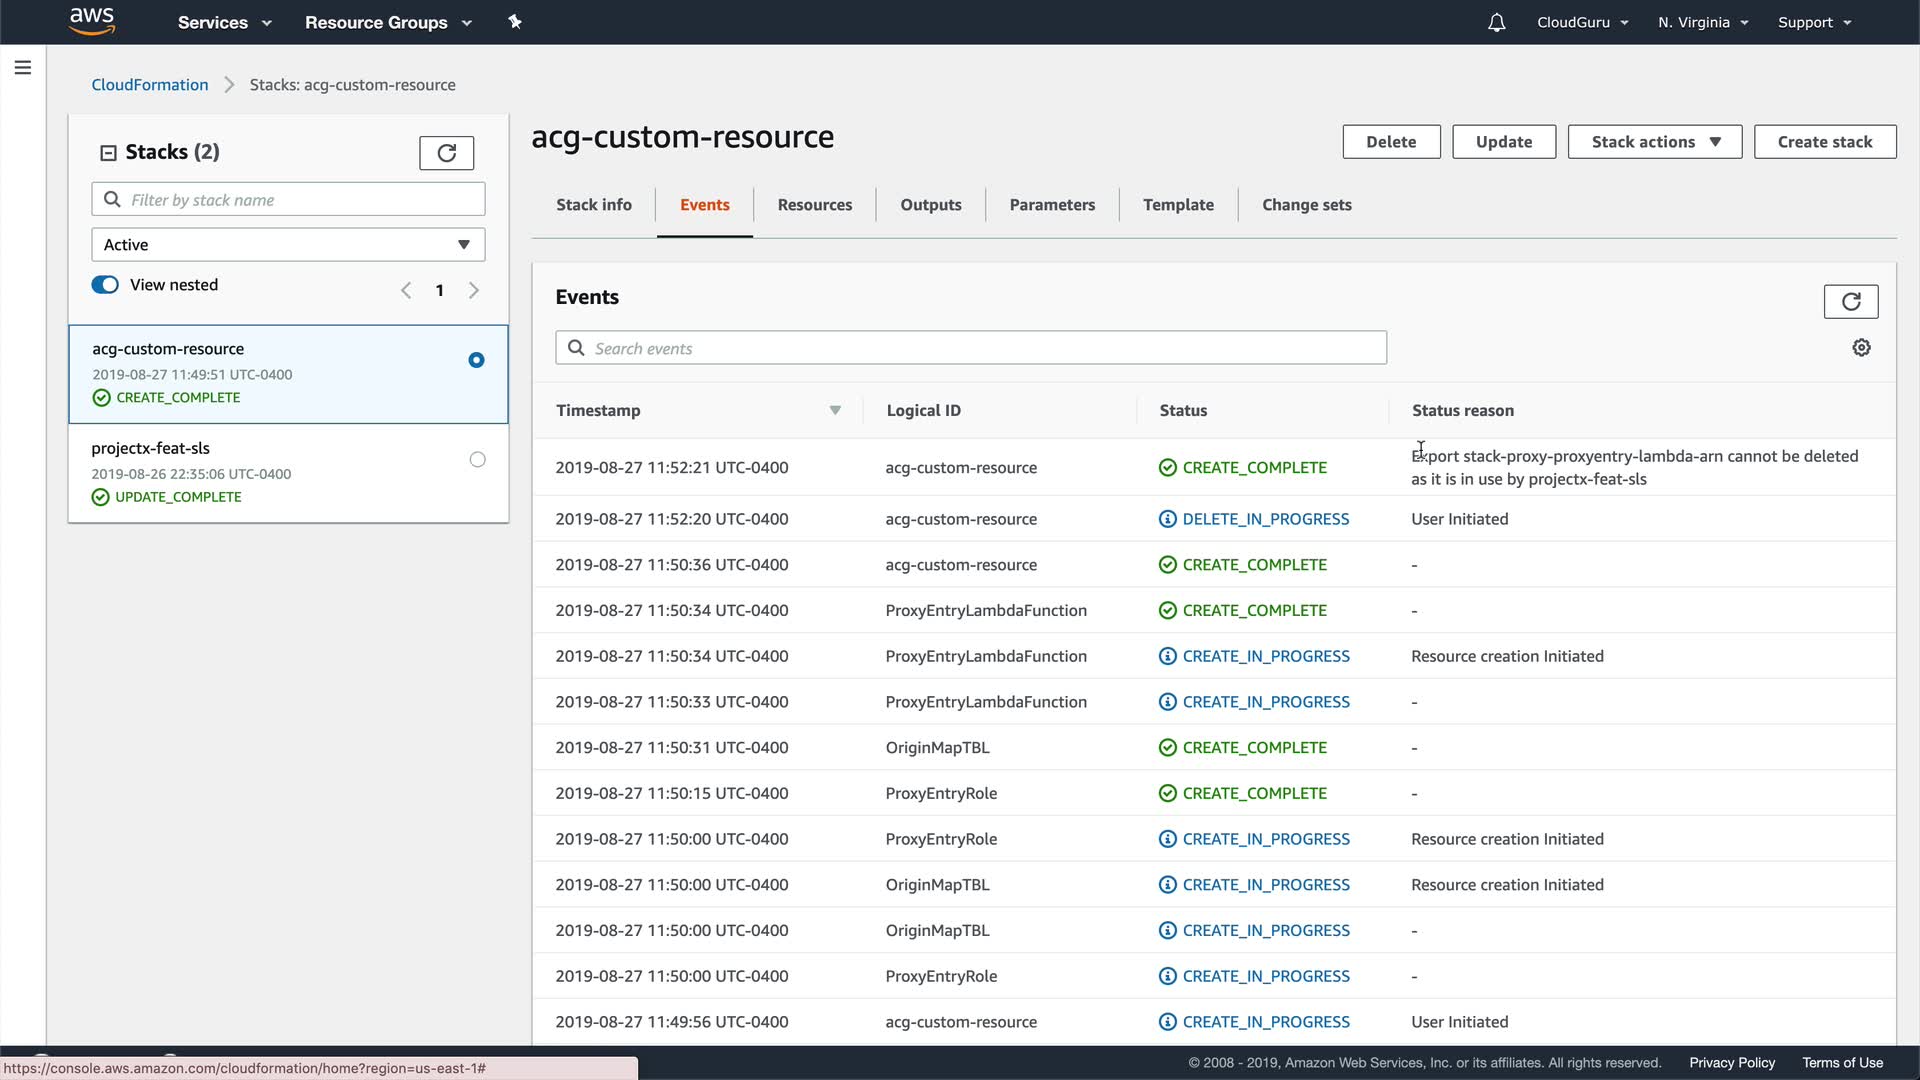 aws
Services
Resource Groups
CloudGuru
N. Virginia
Support
CloudFormation
Stacks: acg-custom-resource
Stacks (2)
Filter by stack name
Active
View nested
1
acg-custom-resource
2019-08-27 11:49:51 UTC-0400
CREATE_COMPLETE
projectx-feat-sls
2019-08-26 22:35:06 UTC-0400
UPDATE_COMPLETE
acg-custom-resource
Delete
Update
Stack actions
Create stack
Stack info
Events
Resources
Outputs
Parameters
Template
Change sets
Events
Search events
Timestamp Logical ID Status Status reason
2019-08-27 11:52:21 UTC-0400 acg-custom-resource CREATE_COMPLETE Export stack-proxy-proxyentry-lambda-arn cannot be deleted
as it is in use by projectx-feat-sls
2019-08-27 11:52:20 UTC-0400 acg-custom-resource DELETE_IN_PROGRESS User Initiated
2019-08-27 11:50:36 UTC-0400 acg-custom-resource CREATE_COMPLETE -
2019-08-27 11:50:34 UTC-0400 ProxyEntryLambdaFunction CREATE_COMPLETE -
2019-08-27 11:50:34 UTC-0400 ProxyEntryLambdaFunction CREATE_IN_PROGRESS Resource creation Initiated
2019-08-27 11:50:33 UTC-0400 ProxyEntryLambdaFunction CREATE_IN_PROGRESS -
2019-08-27 11:50:31 UTC-0400 OriginMapTBL CREATE_COMPLETE -
2019-08-27 11:50:15 UTC-0400 ProxyEntryRole CREATE_COMPLETE -
2019-08-27 11:50:00 UTC-0400 ProxyEntryRole CREATE_IN_PROGRESS Resource creation Initiated
2019-08-27 11:50:00 UTC-0400 OriginMapTBL CREATE_IN_PROGRESS Resource creation Initiated
2019-08-27 11:50:00 UTC-0400 OriginMapTBL CREATE_IN_PROGRESS -
2019-08-27 11:50:00 UTC-0400 ProxyEntryRole CREATE_IN_PROGRESS -
2019-08-27 11:49:56 UTC-0400 acg-custom-resource CREATE_IN_PROGRESS User Initiated
https://console.aws.amazon.com/cloudformation/home?region=us-east-1#
© 2008 - 2019, Amazon Web Services, Inc. or its affiliates. All rights reserved.
Privacy Policy
Terms of Use